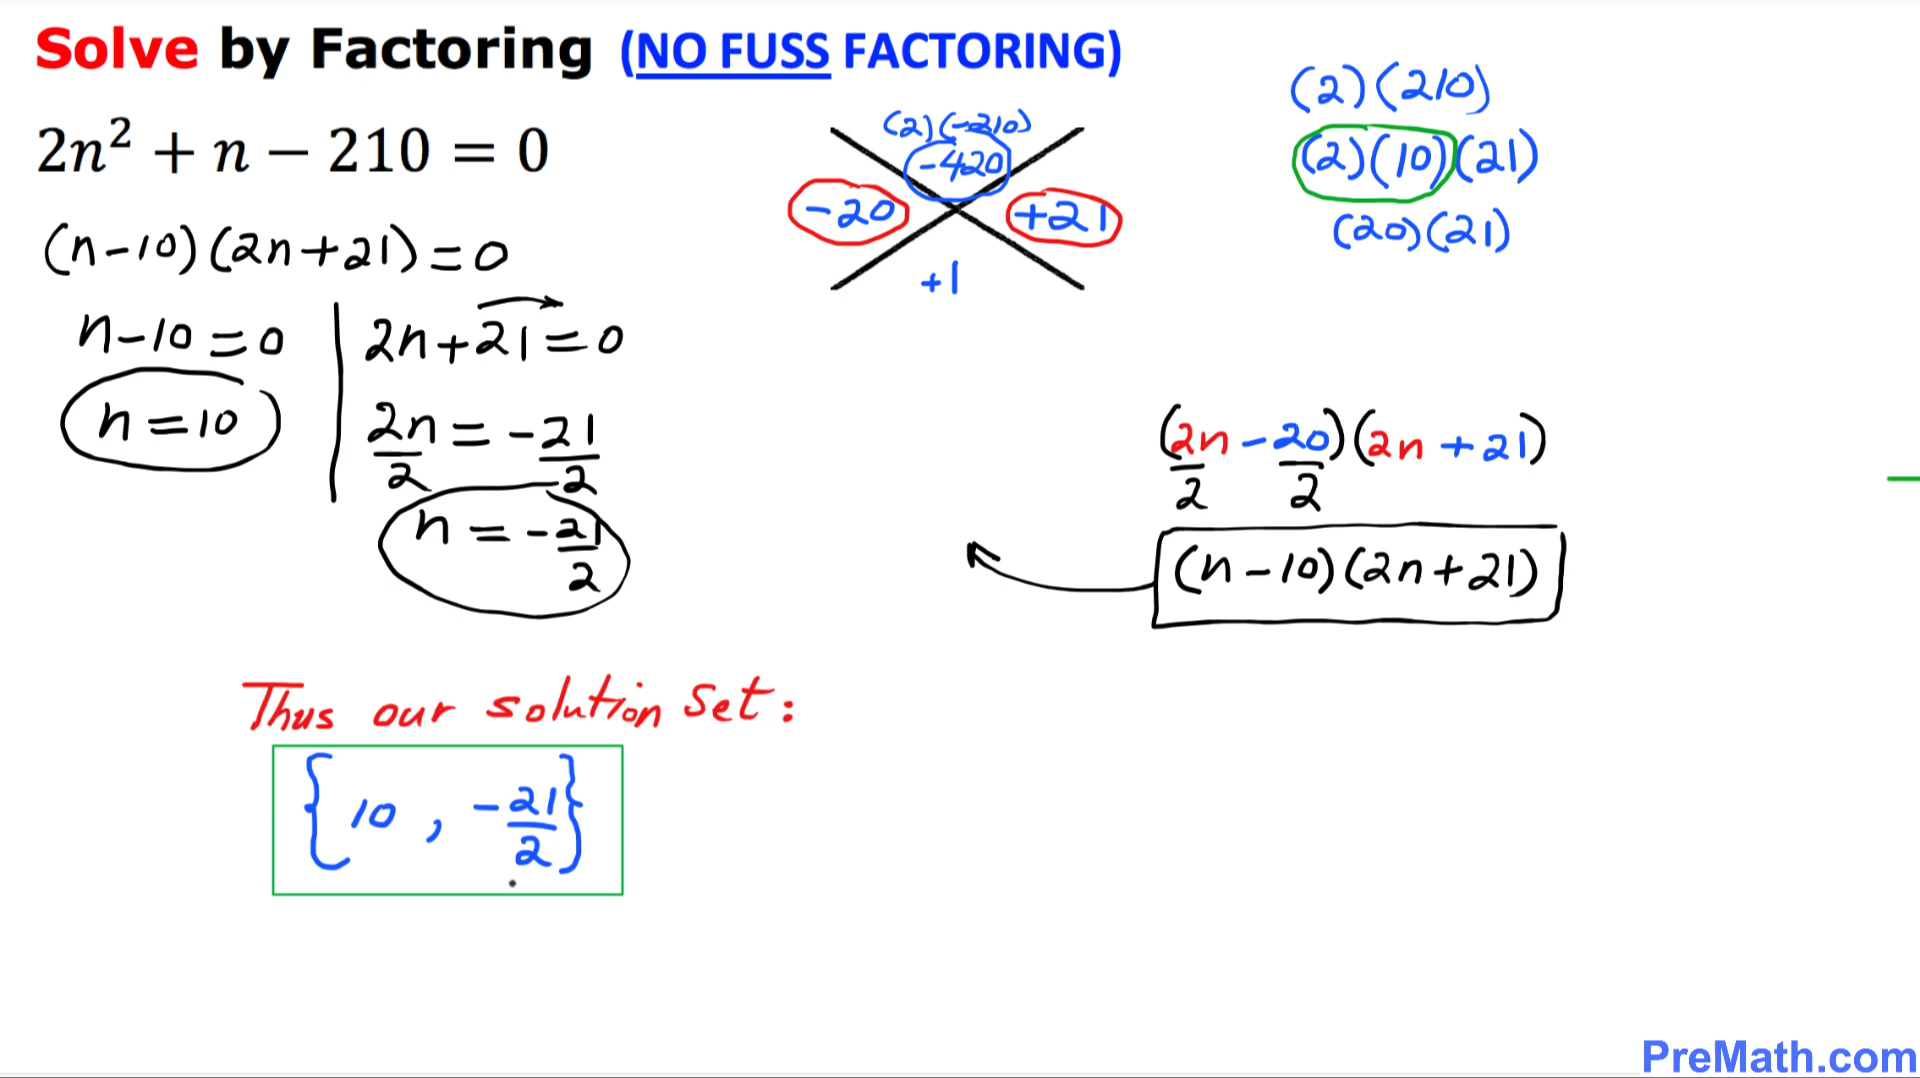 Solve by Factoring (NO FUSS FACTORING)
2n² + n − 210 = 0
(n-10)(2n+21)=0
n-10=0
n=10
2n+21=0
2n/2 = -21/2
n = -21/2
(2)(-210)
-420
-20
+21
+1
(2)(210)
(2)(10)(21)
(20)(21)
(2n/2 - 20/2)(2n + 21)
(n-10)(2n+21)
Thus our solution set:
{10, -21/2}
PreMath.com